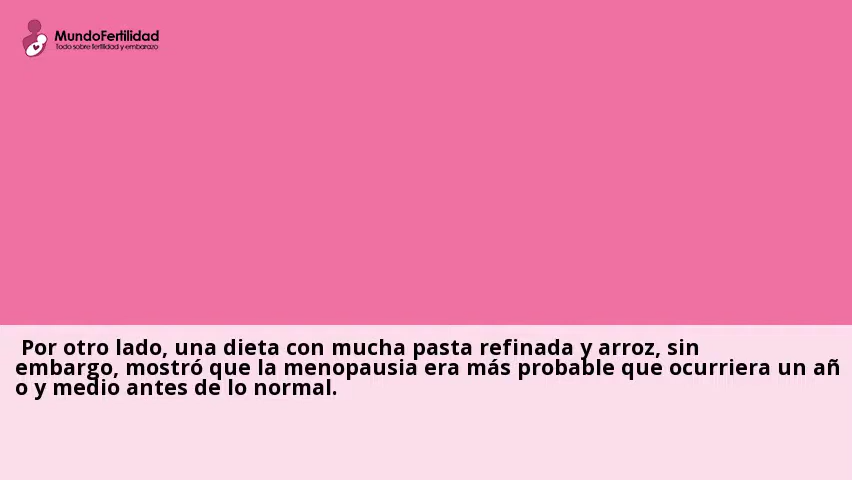 MundoFertilidad
Todo sobre fertilidad y embarazo
Por otro lado, una dieta con mucha pasta refinada y arroz, sin
embargo, mostró que la menopausia era más probable que ocurriera un añ
o y medio antes de lo normal.